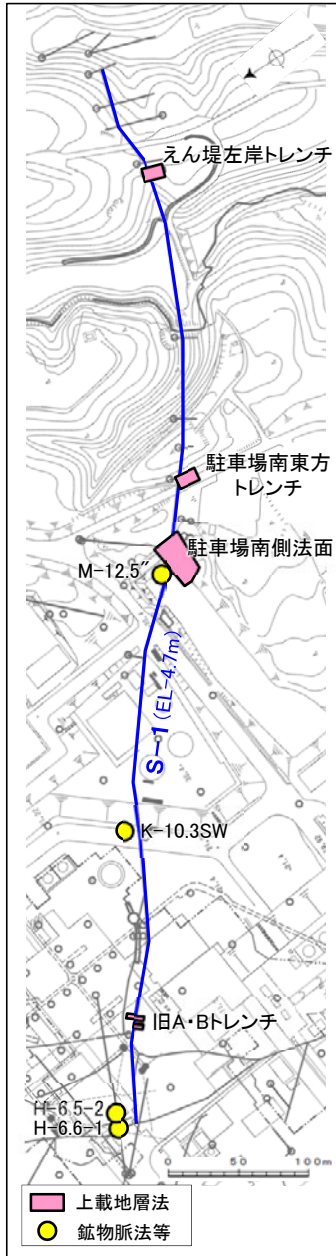 えん堤左岸トレンチ
駐車場南東方
トレンチ
駐車場南側法面
M-12.5″
S-1 (EL-4.7m)
K-10.3SW
旧A・Bトレンチ
H-6.5-2
H-6.6-1
0 50 100m
上載地層法
鉱物脈法等